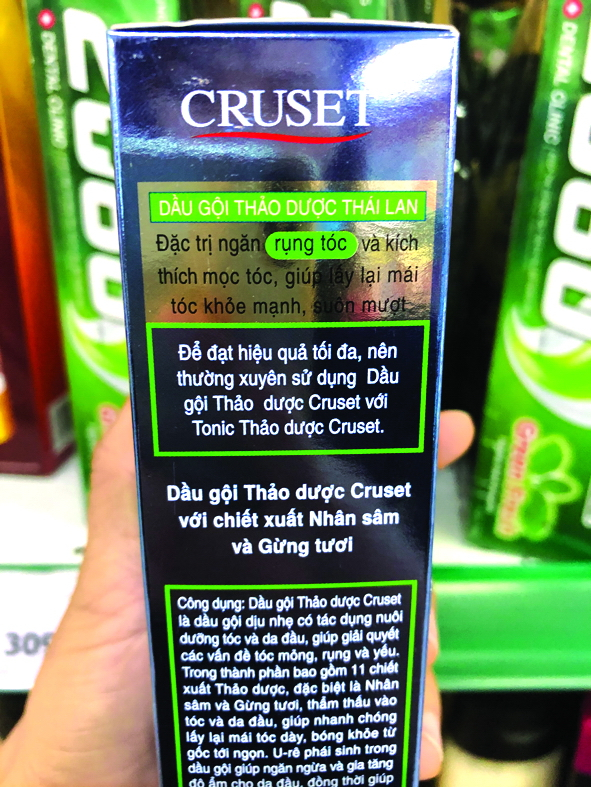 CRUSET
DẦU GỘI THẢO DƯỢC THÁI LAN
Đặc trị ngăn rụng tóc và kích
thích mọc tóc, giúp lấy lại mái
tóc khỏe mạnh, suôn mượt
Để đạt hiệu quả tối đa, nên
thường xuyên sử dụng Dầu
gội Thảo dược Cruset với
Tonic Thảo dược Cruset.
Dầu gội Thảo dược Cruset
với chiết xuất Nhân sâm
và Gừng tươi
Công dụng: Dầu gội Thảo dược Cruset
là dầu gội dịu nhẹ có tác dụng nuôi
dưỡng tóc và da đầu, giúp giải quyết
các vấn đề tóc mỏng, rụng và yếu.
Trong thành phần bao gồm 11 chiết
xuất Thảo dược, đặc biệt là Nhân
sâm và Gừng tươi, thẩm thấu vào
tóc và da đầu, giúp nhanh chóng
lấy lại mái tóc dày, bóng khỏe từ
gốc tới ngọn. U-rê phái sinh trong
dầu gội giúp ngăn ngừa và gia tăng
độ ẩm cho da đầu, đồng thời giúp
DENTAL CLINIC
DENTAL CLINIC
309